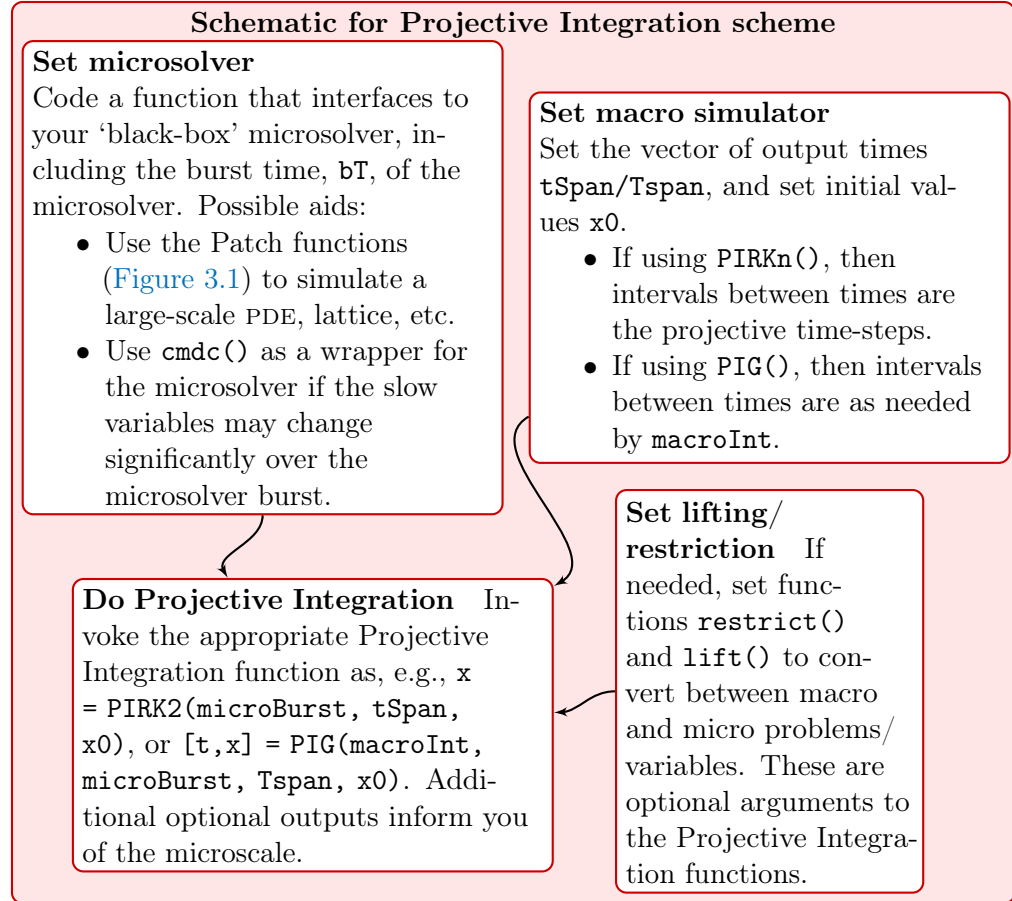 Schematic for Projective Integration scheme
Set microsolver
Code a function that interfaces to
your ‘black-box’ microsolver, in-
cluding the burst time, bT, of the
microsolver. Possible aids:
• Use the Patch functions
(Figure 3.1) to simulate a
large-scale PDE, lattice, etc.
• Use cmdc() as a wrapper for
the microsolver if the slow
variables may change
significantly over the
microsolver burst.
Set macro simulator
Set the vector of output times
tSpan/Tspan, and set initial val-
ues x0.
• If using PIRKn(), then
intervals between times are
the projective time-steps.
• If using PIG(), then intervals
between times are as needed
by macroInt.
Set lifting/
restriction If
needed, set func-
tions restrict()
and lift() to con-
vert between macro
and micro problems/
variables. These are
optional arguments to
the Projective Integra-
tion functions.
Do Projective Integration In-
voke the appropriate Projective
Integration function as, e.g., x
= PIRK2(microBurst, tSpan,
x0), or [t,x] = PIG(macroInt,
microBurst, Tspan, x0). Addi-
tional optional outputs inform you
of the microscale.